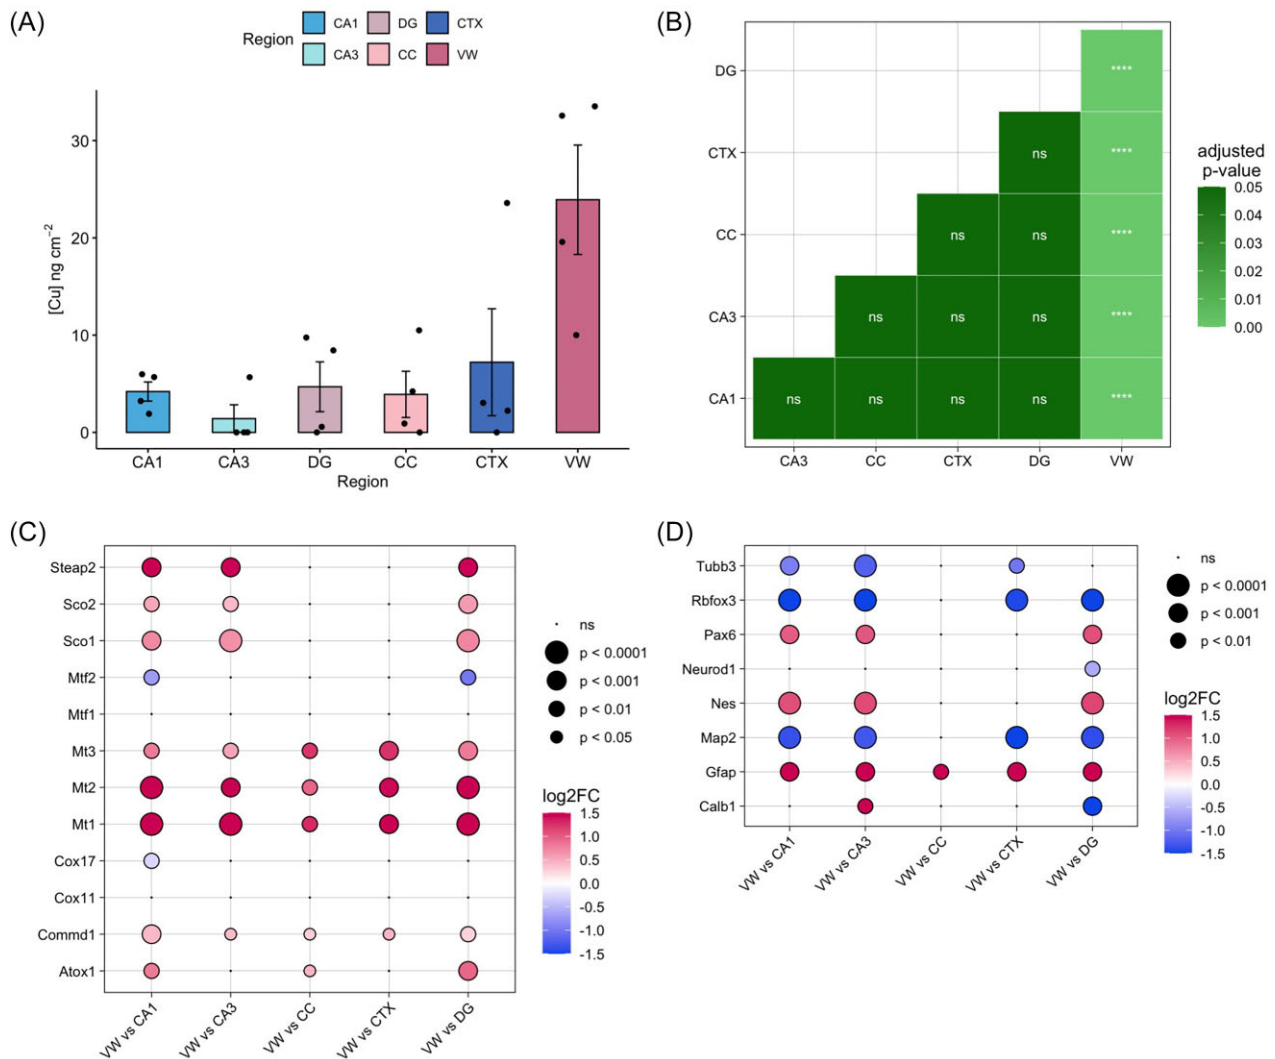 (A)
Region
CA1
DG
CTX
CA3
CC
VW
[Cu] ng cm⁻²
30
20
10
0
CA1 CA3 DG CC CTX VW
Region
(B)
DG
****
CTX
ns ****
CC
ns ns ****
CA3
ns ns ns ****
CA1
ns ns ns ns ****
CA3 CC CTX DG VW
adjusted
p-value
0.05
0.04
0.03
0.02
0.01
0.00
(C)
Steap2
Sco2
Sco1
Mtf2
Mtf1
Mt3
Mt2
Mt1
Cox17
Cox11
Commd1
Atox1
VW vs CA1
VW vs CA3
VW vs CC
VW vs CTX
VW vs DG
ns
p < 0.0001
p < 0.001
p < 0.01
p < 0.05
log2FC
1.5
1.0
0.5
0.0
-0.5
-1.0
-1.5
(D)
Tubb3
Rbfox3
Pax6
Neurod1
Nes
Map2
Gfap
Calb1
VW vs CA1
VW vs CA3
VW vs CC
VW vs CTX
VW vs DG
ns
p < 0.0001
p < 0.001
p < 0.01
log2FC
1.5
1.0
0.5
0.0
-0.5
-1.0
-1.5